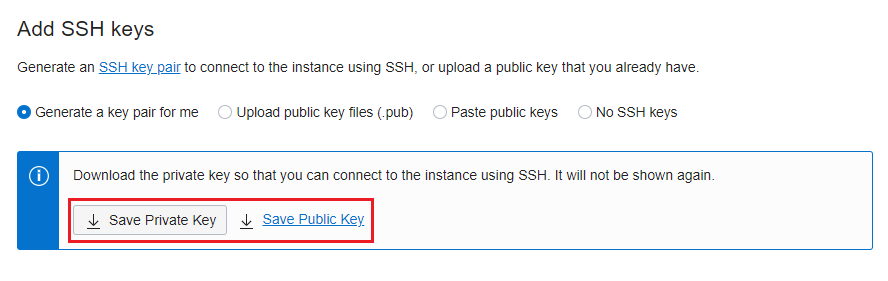 Add SSH keys
Generate an SSH key pair to connect to the instance using SSH, or upload a public key that you already have.
Generate a key pair for me Upload public key files (.pub) Paste public keys No SSH keys
Download the private key so that you can connect to the instance using SSH. It will not be shown again.
Save Private Key Save Public Key